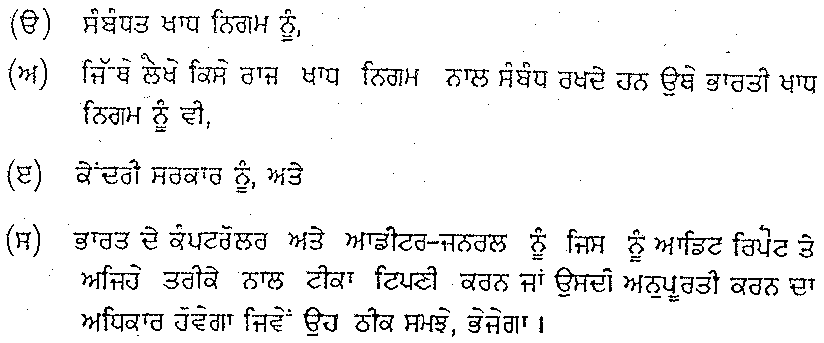 (ੳ) ਸੰਬੰਧਤ ਖਾਧ ਨਿਗਮ ਨੂੰ,
(ਅ) ਜਿੱਥੇ ਲੇਖੇ ਕਿਸੇ ਰਾਜ ਖਾਧ ਨਿਗਮ ਨਾਲ ਸੰਬੰਧ ਰਖਦੇ ਹਨ ਉਥੇ ਭਾਰਤੀ ਖਾਧ
ਨਿਗਮ ਨੂੰ ਵੀ,
(ੲ) ਕੇਂਦਰੀ ਸਰਕਾਰ ਨੂੰ, ਅਤੇ
(ਸ) ਭਾਰਤ ਦੇ ਕੰਪਟਰੋਲਰ ਅਤੇ ਆਡੀਟਰ-ਜਨਰਲ ਨੂੰ ਜਿਸ ਨੂੰ ਆਡਿਟ ਰਿਪੋਟ ਤੇ
ਅਜਿਹੇ ਤਰੀਕੇ ਨਾਲ ਟੀਕਾ ਟਿਪਣੀ ਕਰਨ ਜਾਂ ਉਸਦੀ ਅਨੁਪੂਰਤੀ ਕਰਨ ਦਾ
ਅਧਿਕਾਰ ਹੋਵੇਗਾ ਜਿਵੇਂ ਉਹ ਠੀਕ ਸਮਝੇ, ਭੇਜੇਗਾ ।